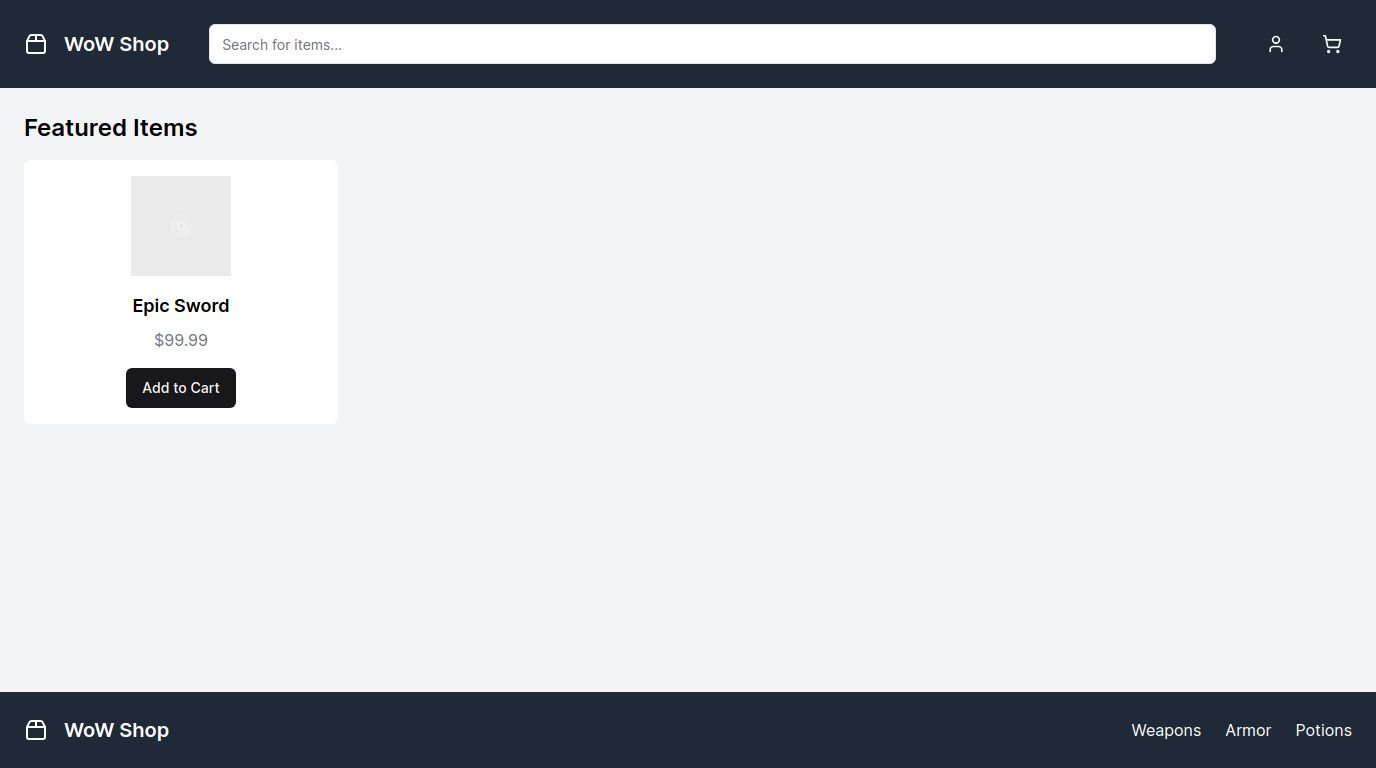 WoW Shop
Search for items...
Featured Items
Epic Sword
$99.99
Add to Cart
WoW Shop
Weapons Armor Potions